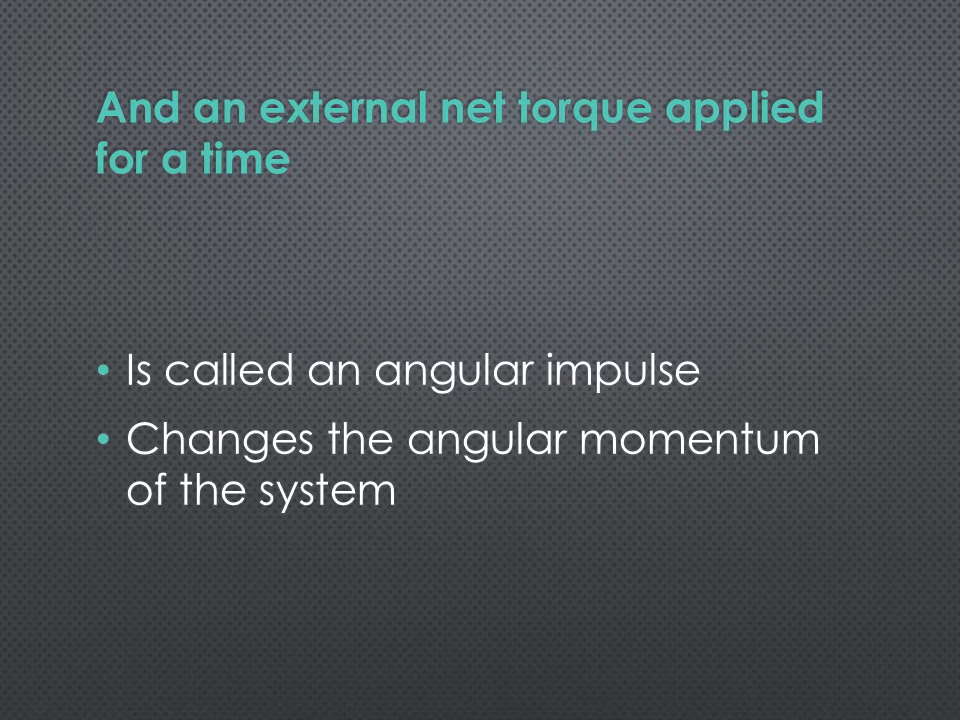 And an external net torque applied
for a time
• Is called an angular impulse
• Changes the angular momentum
of the system